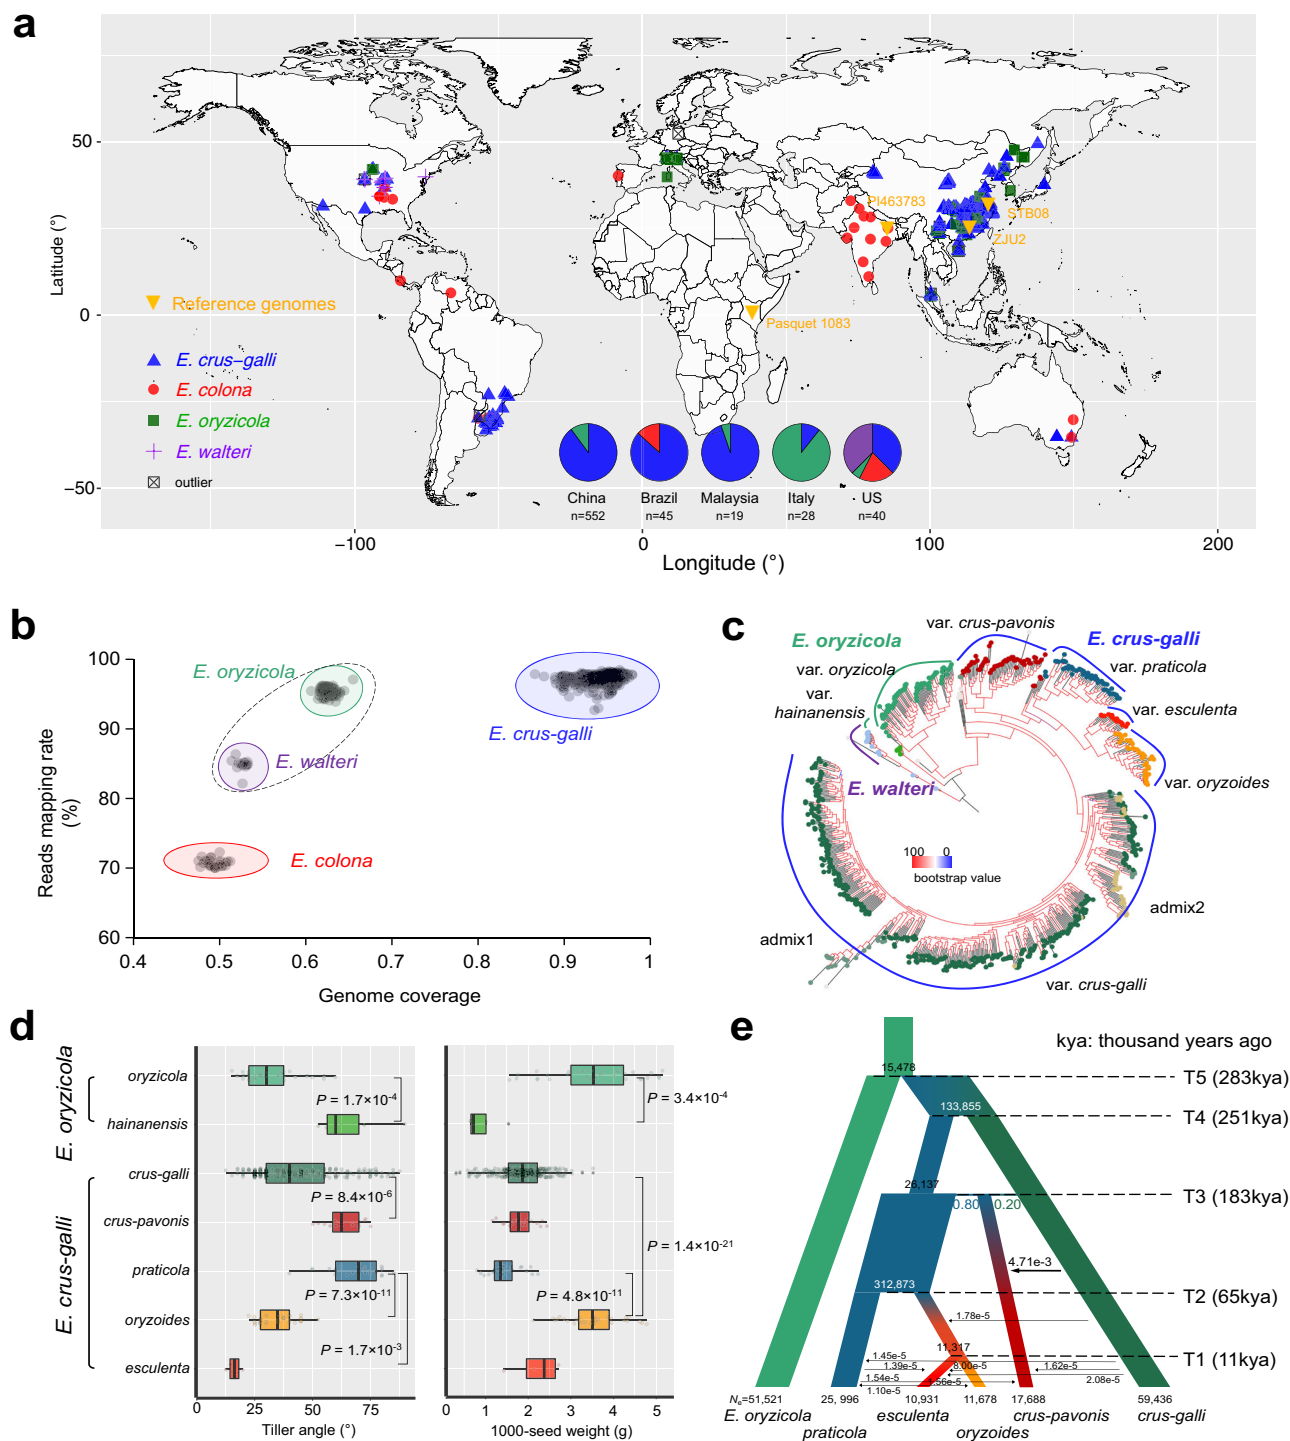 a
Latitude (°)
50
0
−50
−100
0
100
200
Longitude (°)
PI463783
STB08
ZJU2
Pasquet 1083
Reference genomes
E. crus−galli
E. colona
E. oryzicola
E. walteri
outlier
China
n=552
Brazil
n=45
Malaysia
n=19
Italy
n=28
US
n=40
b
Reads mapping rate
(%)
100
90
80
70
60
0.4
0.5
0.6
0.7
0.8
0.9
1
Genome coverage
E. oryzicola
E. walteri
E. crus-galli
E. colona
c
E. oryzicola
var. crus-pavonis
E. crus-galli
var. oryzicola
var. praticola
var.
hainanensis
var. esculenta
var. oryzoides
E. walteri
100
0
bootstrap value
admix2
admix1
var. crus-galli
d
E. oryzicola
E. crus-galli
oryzicola
hainanensis
crus-galli
crus-pavonis
praticola
oryzoides
esculenta
P = 1.7×10-4
P = 8.4×10-6
P = 7.3×10-11
P = 1.7×10-3
0
25
50
75
Tiller angle (°)
P = 3.4×10-4
P = 1.4×10-21
P = 4.8×10-11
0
1
2
3
4
5
1000-seed weight (g)
e
kya: thousand years ago
15,478
T5 (283kya)
133,855
T4 (251kya)
26,137
T3 (183kya)
0.80
0.20
4.71e-3
312,873
T2 (65kya)
1.78e-5
11,317
T1 (11kya)
1.45e-5
1.39e-5
8.00e-5
1.62e-5
1.54e-5
1.56e-5
2.08e-5
1.10e-5
Ne=51,521
25, 996
10,931
11,678
17,688
59,436
E. oryzicola
esculenta
crus-pavonis
crus-galli
praticola
oryzoides